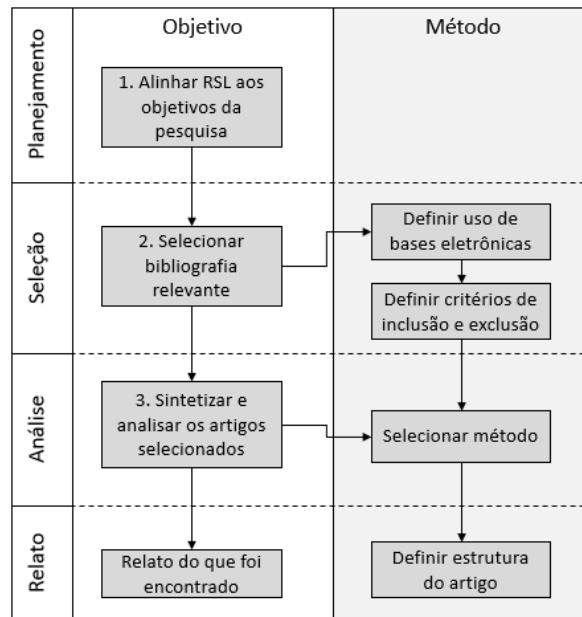 Objetivo
Método
Planejamento
1. Alinhar RSL aos
objetivos da
pesquisa
Seleção
2. Selecionar
bibliografia
relevante
Definir uso de
bases eletrônicas
Definir critérios de
inclusão e exclusão
Análise
3. Sintetizar e
analisar os artigos
selecionados
Selecionar método
Relato
Relato do que foi
encontrado
Definir estrutura
do artigo